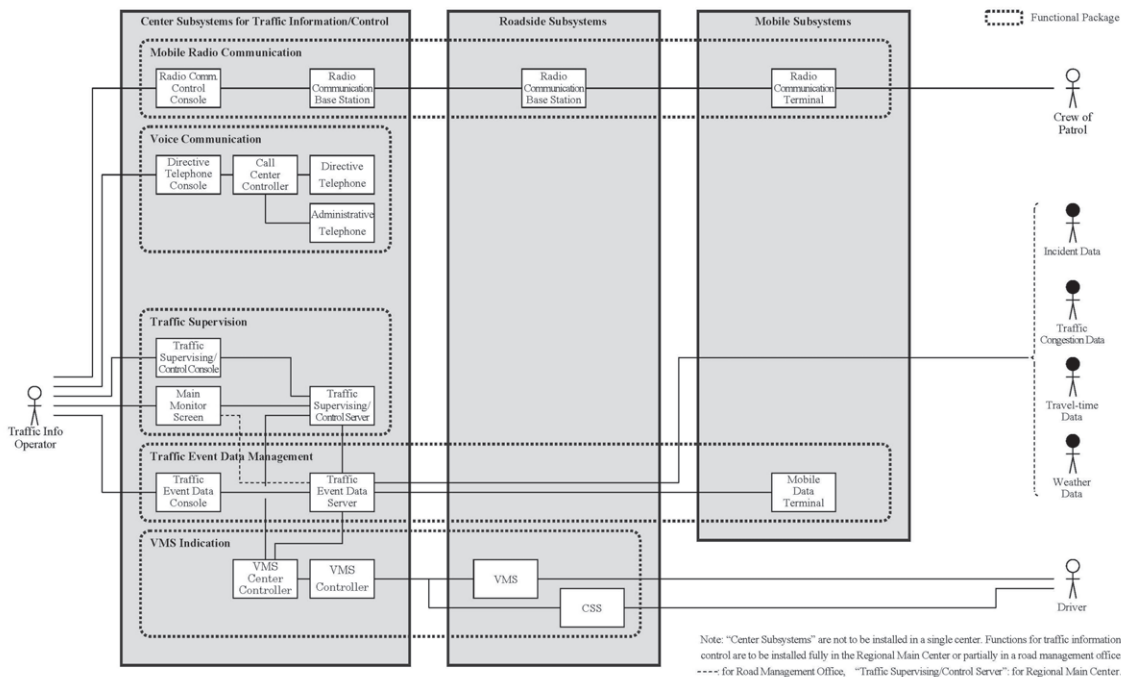 Center Subsystems for Traffic Information/Control
Roadside Subsystems
Mobile Subsystems
Functional Package
Mobile Radio Communication
Radio Comm.
Control
Console
Radio
Communication
Base Station
Radio
Communication
Base Station
Radio
Communication
Terminal
Crew of
Patrol
Voice Communication
Directive
Telephone
Console
Call
Center
Controller
Directive
Telephone
Administrative
Telephone
Incident Data
Traffic
Congestion Data
Travel-time
Data
Weather
Data
Traffic Supervision
Traffic
Supervising/
Control Console
Main
Monitor
Screen
Traffic
Supervising/
Control Server
Traffic Info
Operator
Traffic Event Data Management
Traffic
Event Data
Console
Traffic
Event Data
Server
Mobile
Data
Terminal
VMS Indication
VMS
Center
Controller
VMS
Controller
VMS
CSS
Driver
Note: “Center Subsystems” are not to be installed in a single center. Functions for traffic information
control are to be installed fully in the Regional Main Center or partially in a road management office.
----: for Road Management Office, “Traffic Supervising/Control Server”: for Regional Main Center.